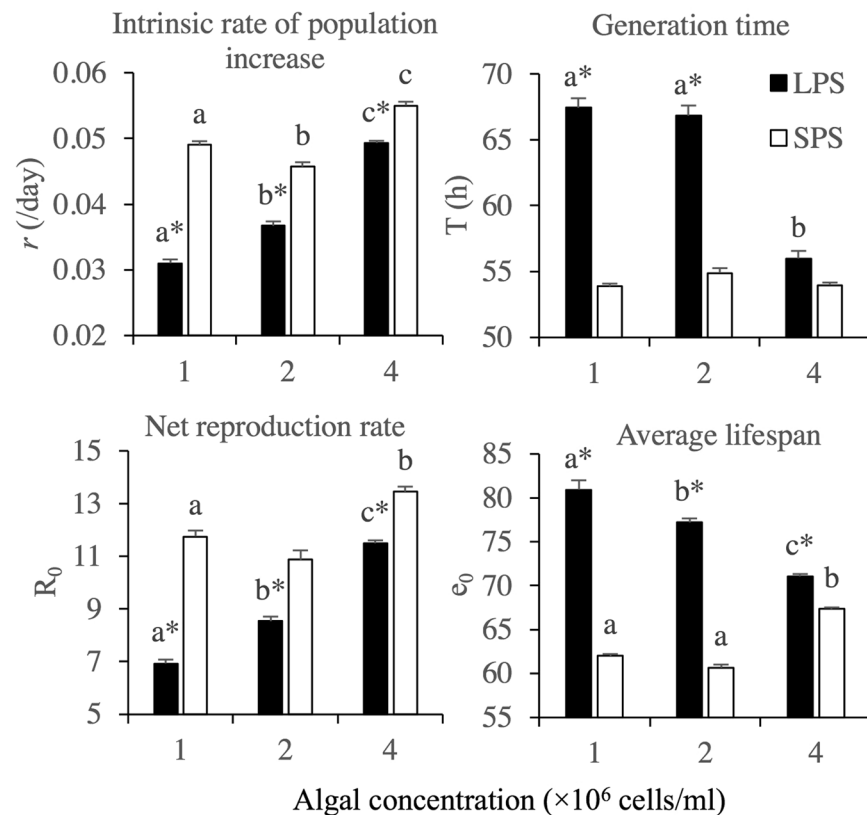 Intrinsic rate of population
increase
0.06
0.05
0.04
0.03
0.02
r (/day)
a*
a
b*
b
c*
c
1
2
4
Generation time
70
65
60
55
50
T (h)
a*
a*
b
LPS
SPS
1
2
4
Net reproduction rate
15
13
11
9
7
5
R₀
a*
a
b*
c*
b
1
2
4
Average lifespan
85
80
75
70
65
60
55
e₀
a*
a
b*
a
c*
b
1
2
4
Algal concentration (×10⁶ cells/ml)